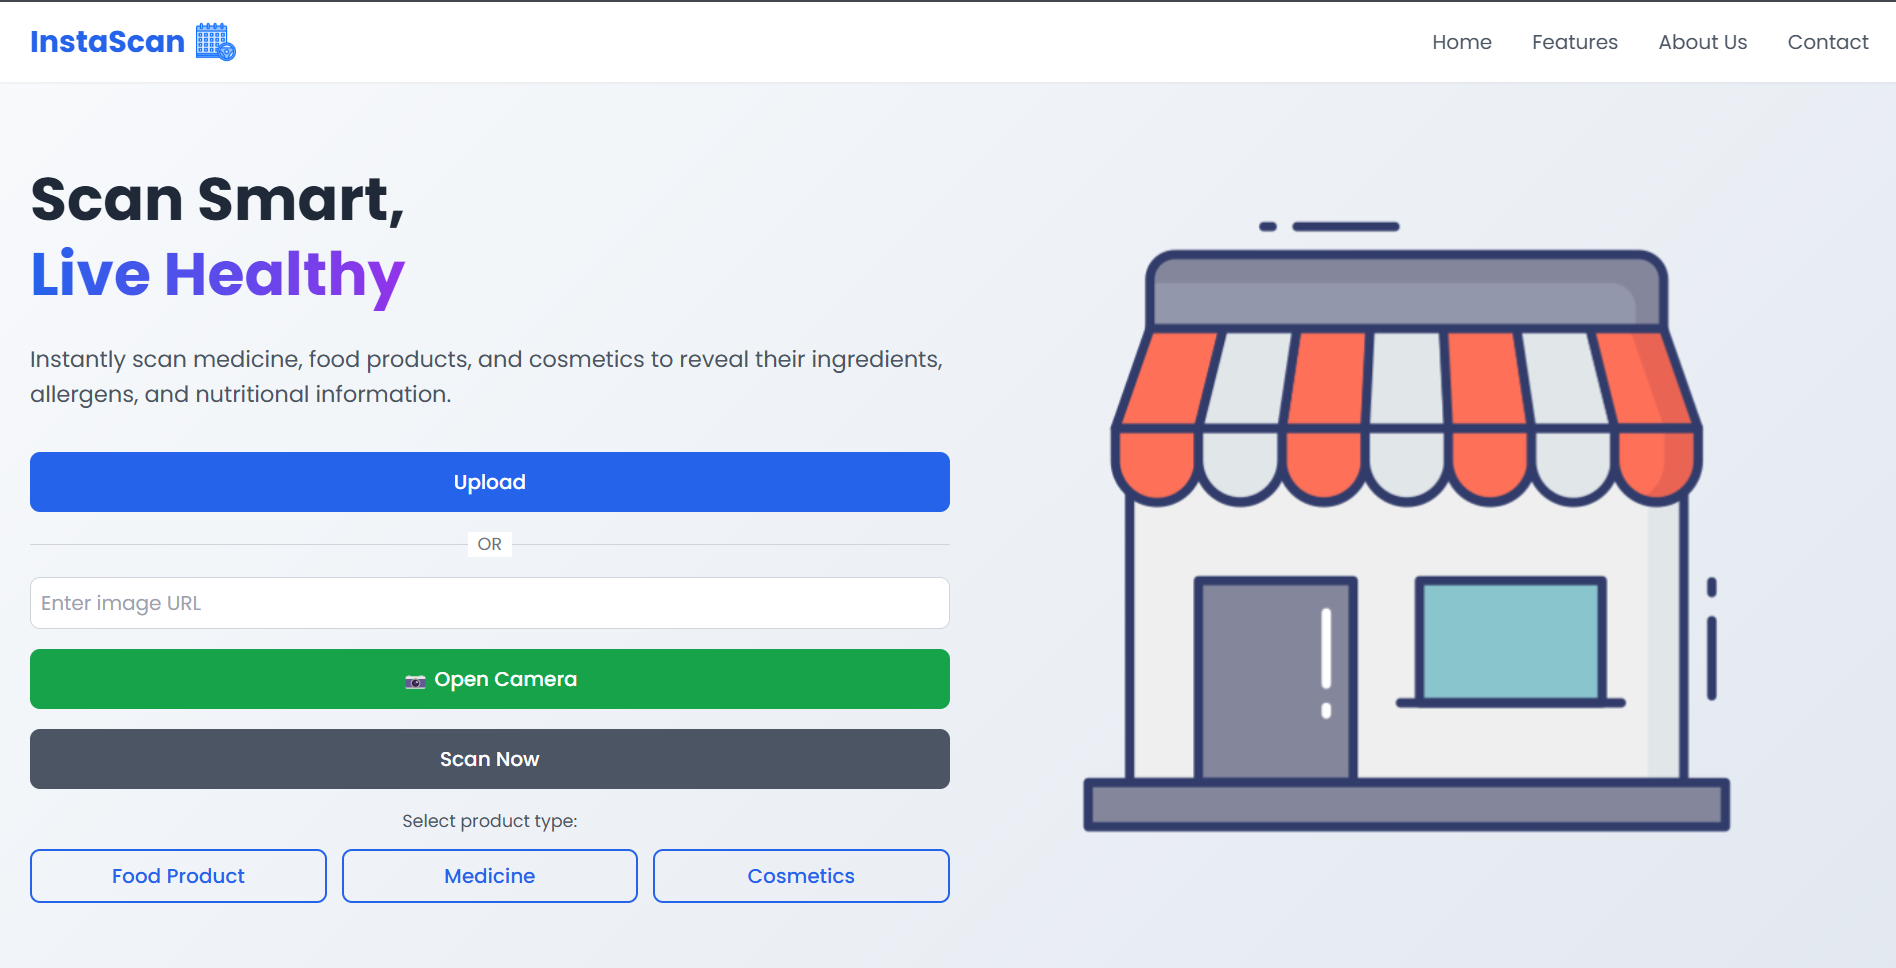 InstaScan
Home Features About Us Contact
Scan Smart,
Live Healthy
Instantly scan medicine, food products, and cosmetics to reveal their ingredients,
allergens, and nutritional information.
Upload
OR
Enter image URL
📷 Open Camera
Scan Now
Select product type:
Food Product Medicine Cosmetics